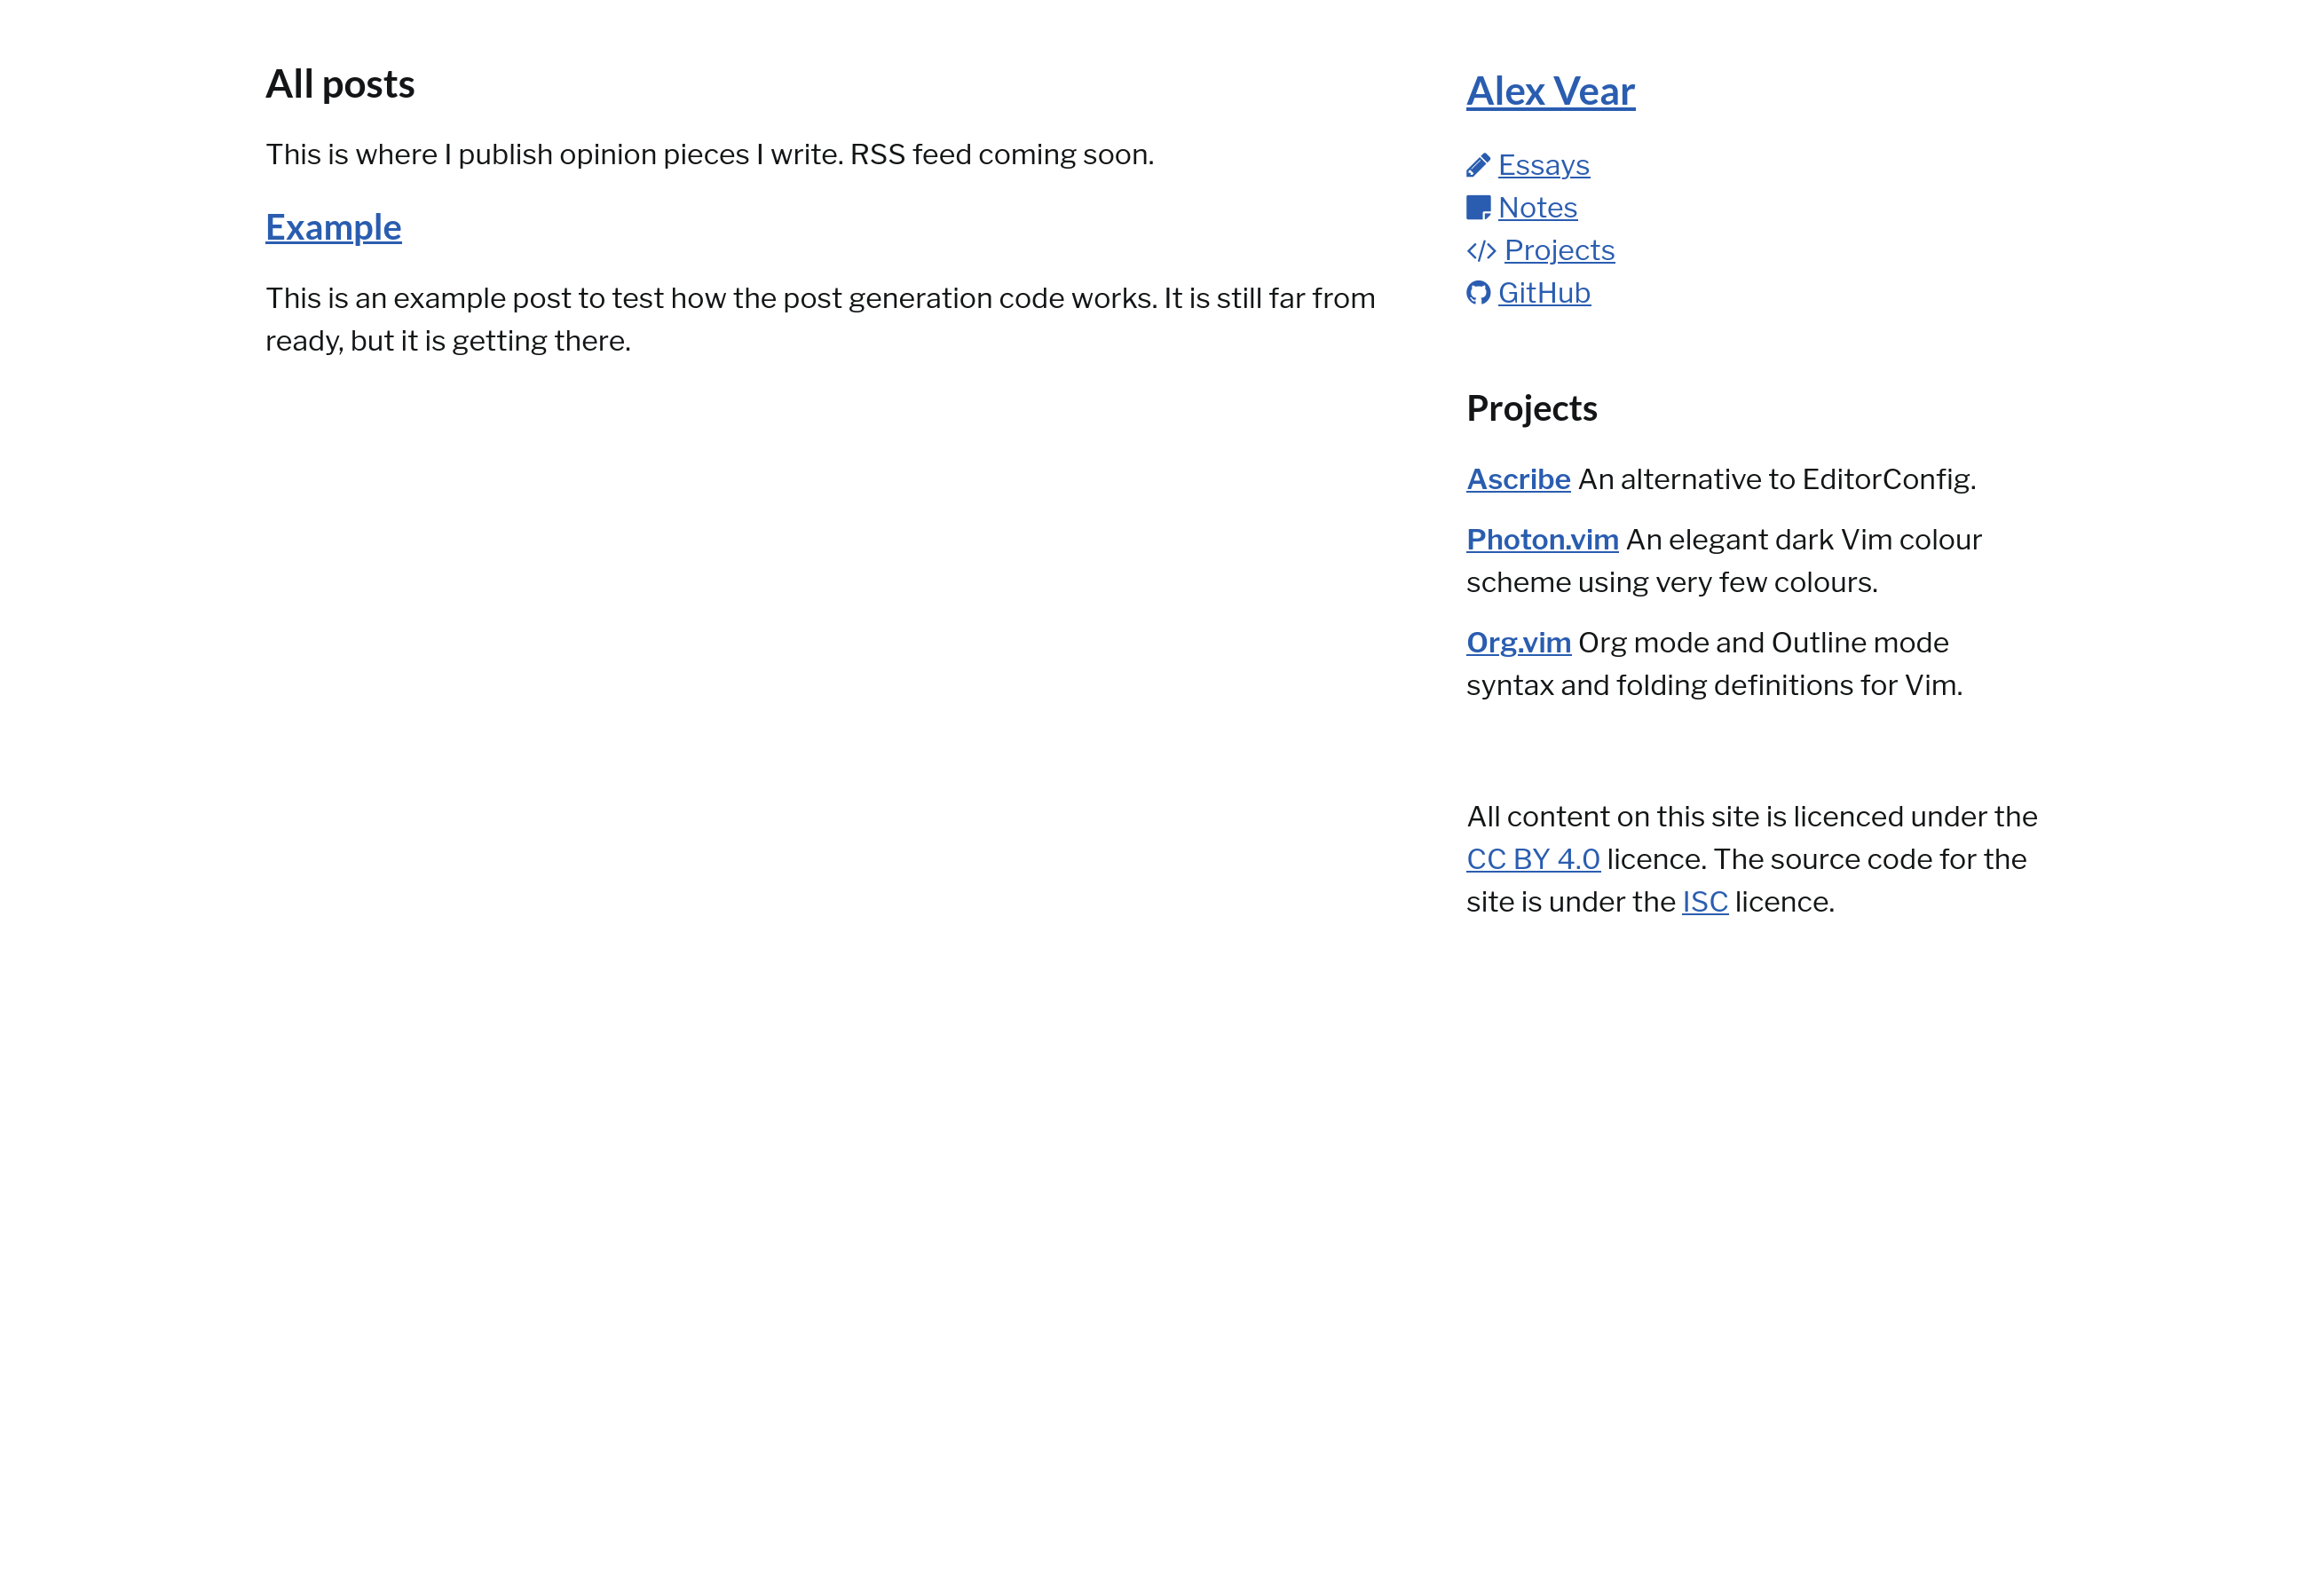 All posts
This is where I publish opinion pieces I write. RSS feed coming soon.
Example
This is an example post to test how the post generation code works. It is still far from
ready, but it is getting there.
Alex Vear
Essays
Notes
Projects
GitHub
Projects
Ascribe An alternative to EditorConfig.
Photon.vim An elegant dark Vim colour
scheme using very few colours.
Org.vim Org mode and Outline mode
syntax and folding definitions for Vim.
All content on this site is licenced under the
CC BY 4.0 licence. The source code for the
site is under the ISC licence.